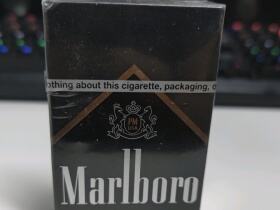 othing about this cigarette, packaging,
PM
USA
Marlboro